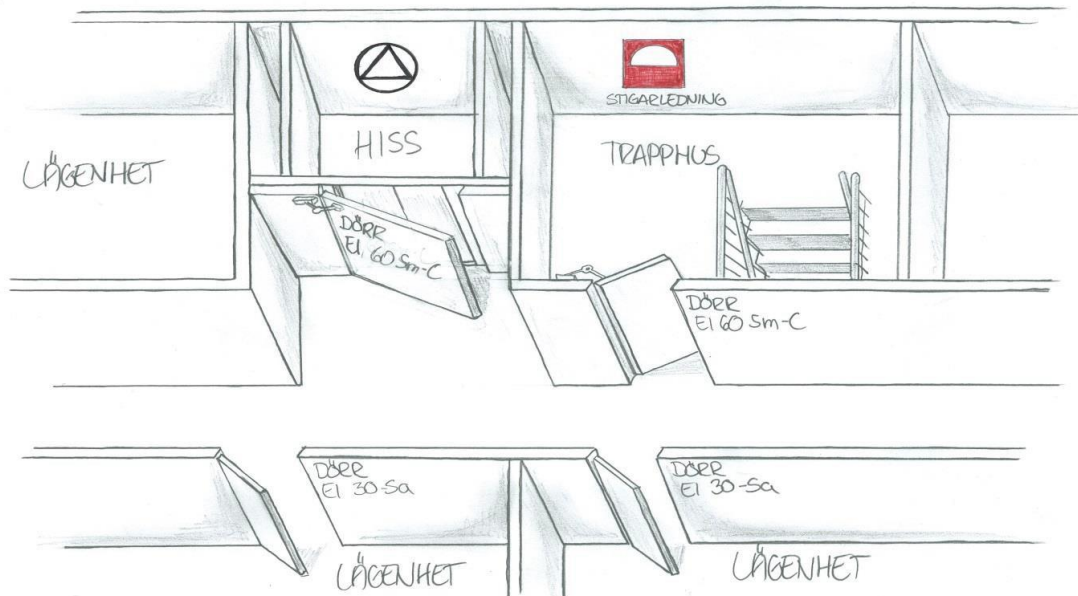 LÄGENHET
HISS
STIGARLEDNING
TRAPPHUS
DÖRR
EI 60 Sm-C
DÖRR
EI 60 Sm-C
DÖRR
EI 30-Sa
DÖRR
EI 30-Sa
LÄGENHET
LÄGENHET